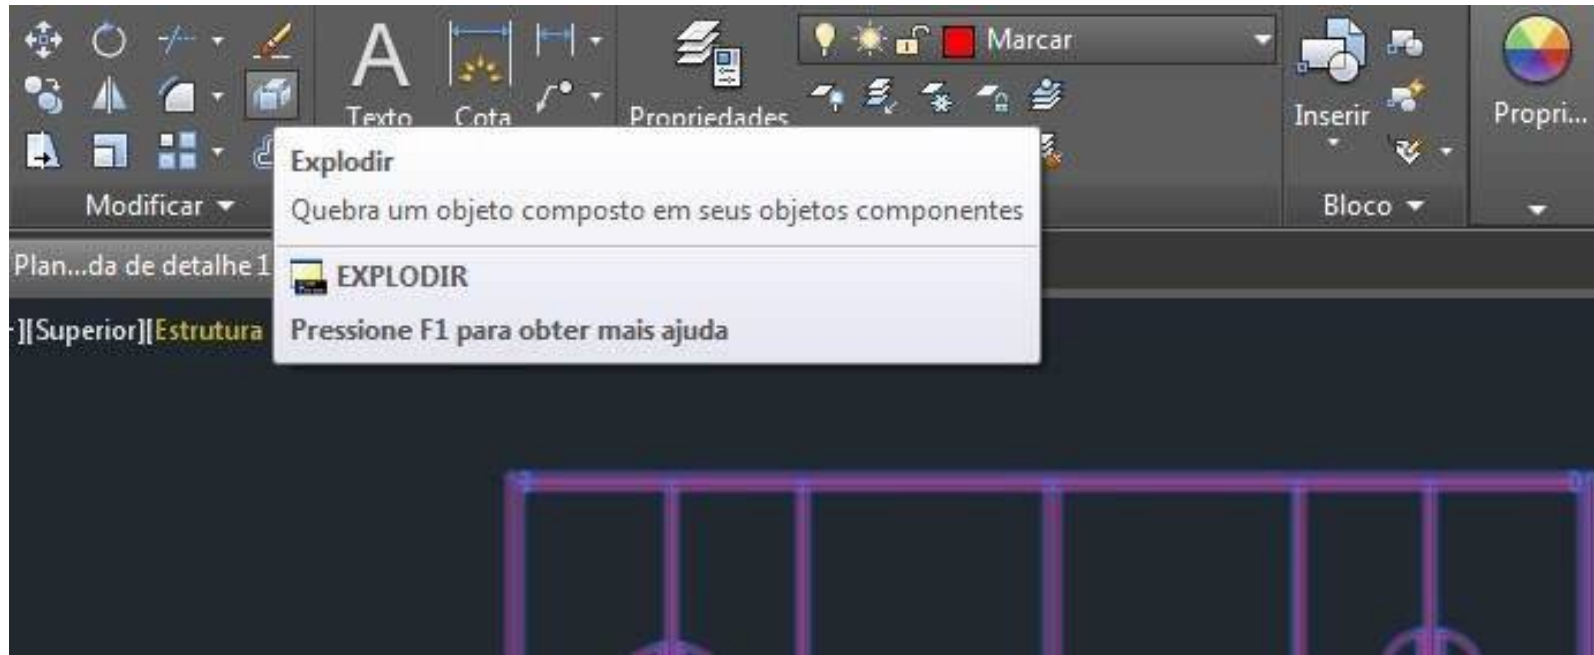 A
Texto
Cota
Propriedades
Marcar
Inserir
Propri...
Modificar
Bloco
Explodir
Quebra um objeto composto em seus objetos componentes
EXPLODIR
Pressione F1 para obter mais ajuda
Plan...da de detalhe 1
][Superior][Estrutura